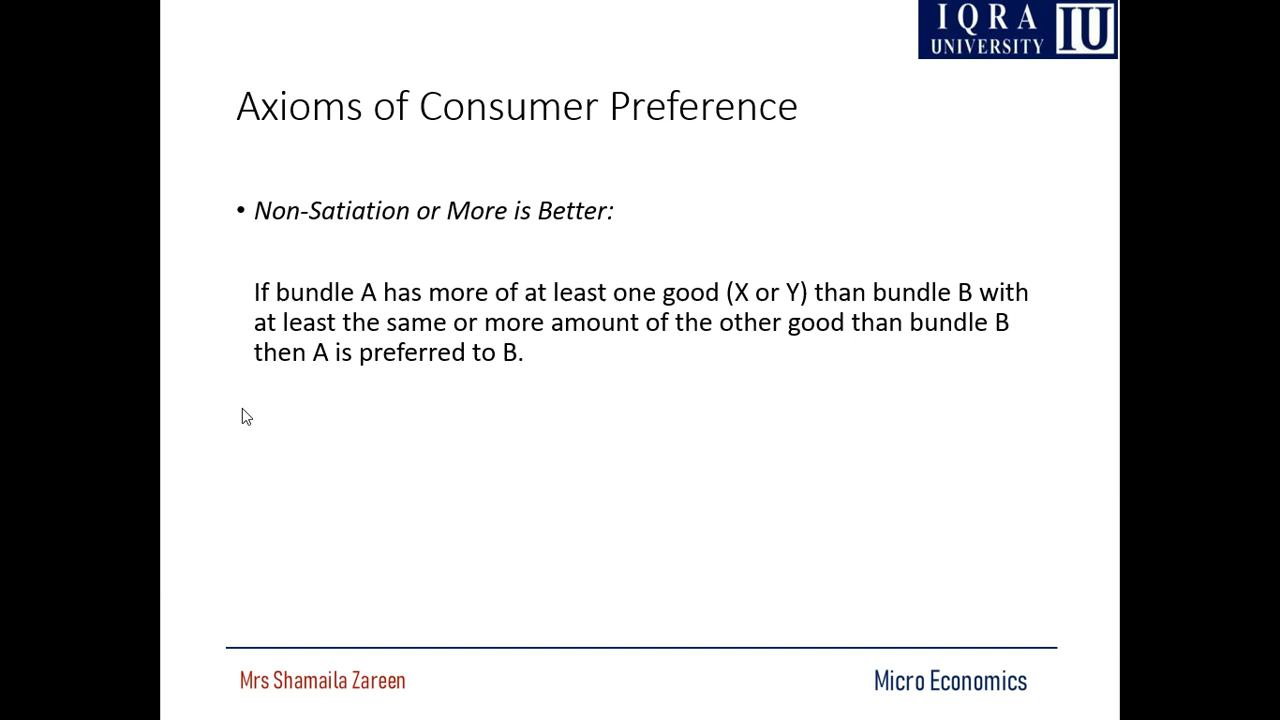 IQRA
UNIVERSITY IU
Axioms of Consumer Preference
• Non-Satiation or More is Better:
If bundle A has more of at least one good (X or Y) than bundle B with
at least the same or more amount of the other good than bundle B
then A is preferred to B.
Mrs Shamaila Zareen
Micro Economics